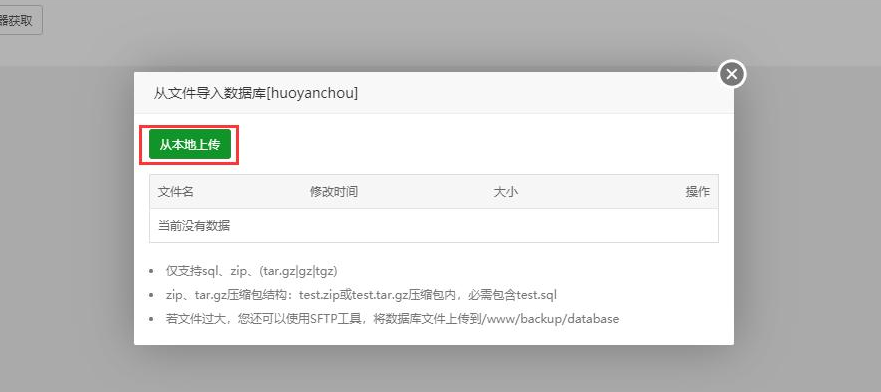 器获取
从文件导入数据库[huoyanchou]
从本地上传
文件名 修改时间 大小 操作
当前没有数据
仅支持sql、zip、(tar.gz|gz|tgz)
zip、tar.gz压缩包结构：test.zip或test.tar.gz压缩包内，必需包含test.sql
若文件过大，您还可以使用SFTP工具，将数据库文件上传到/www/backup/database